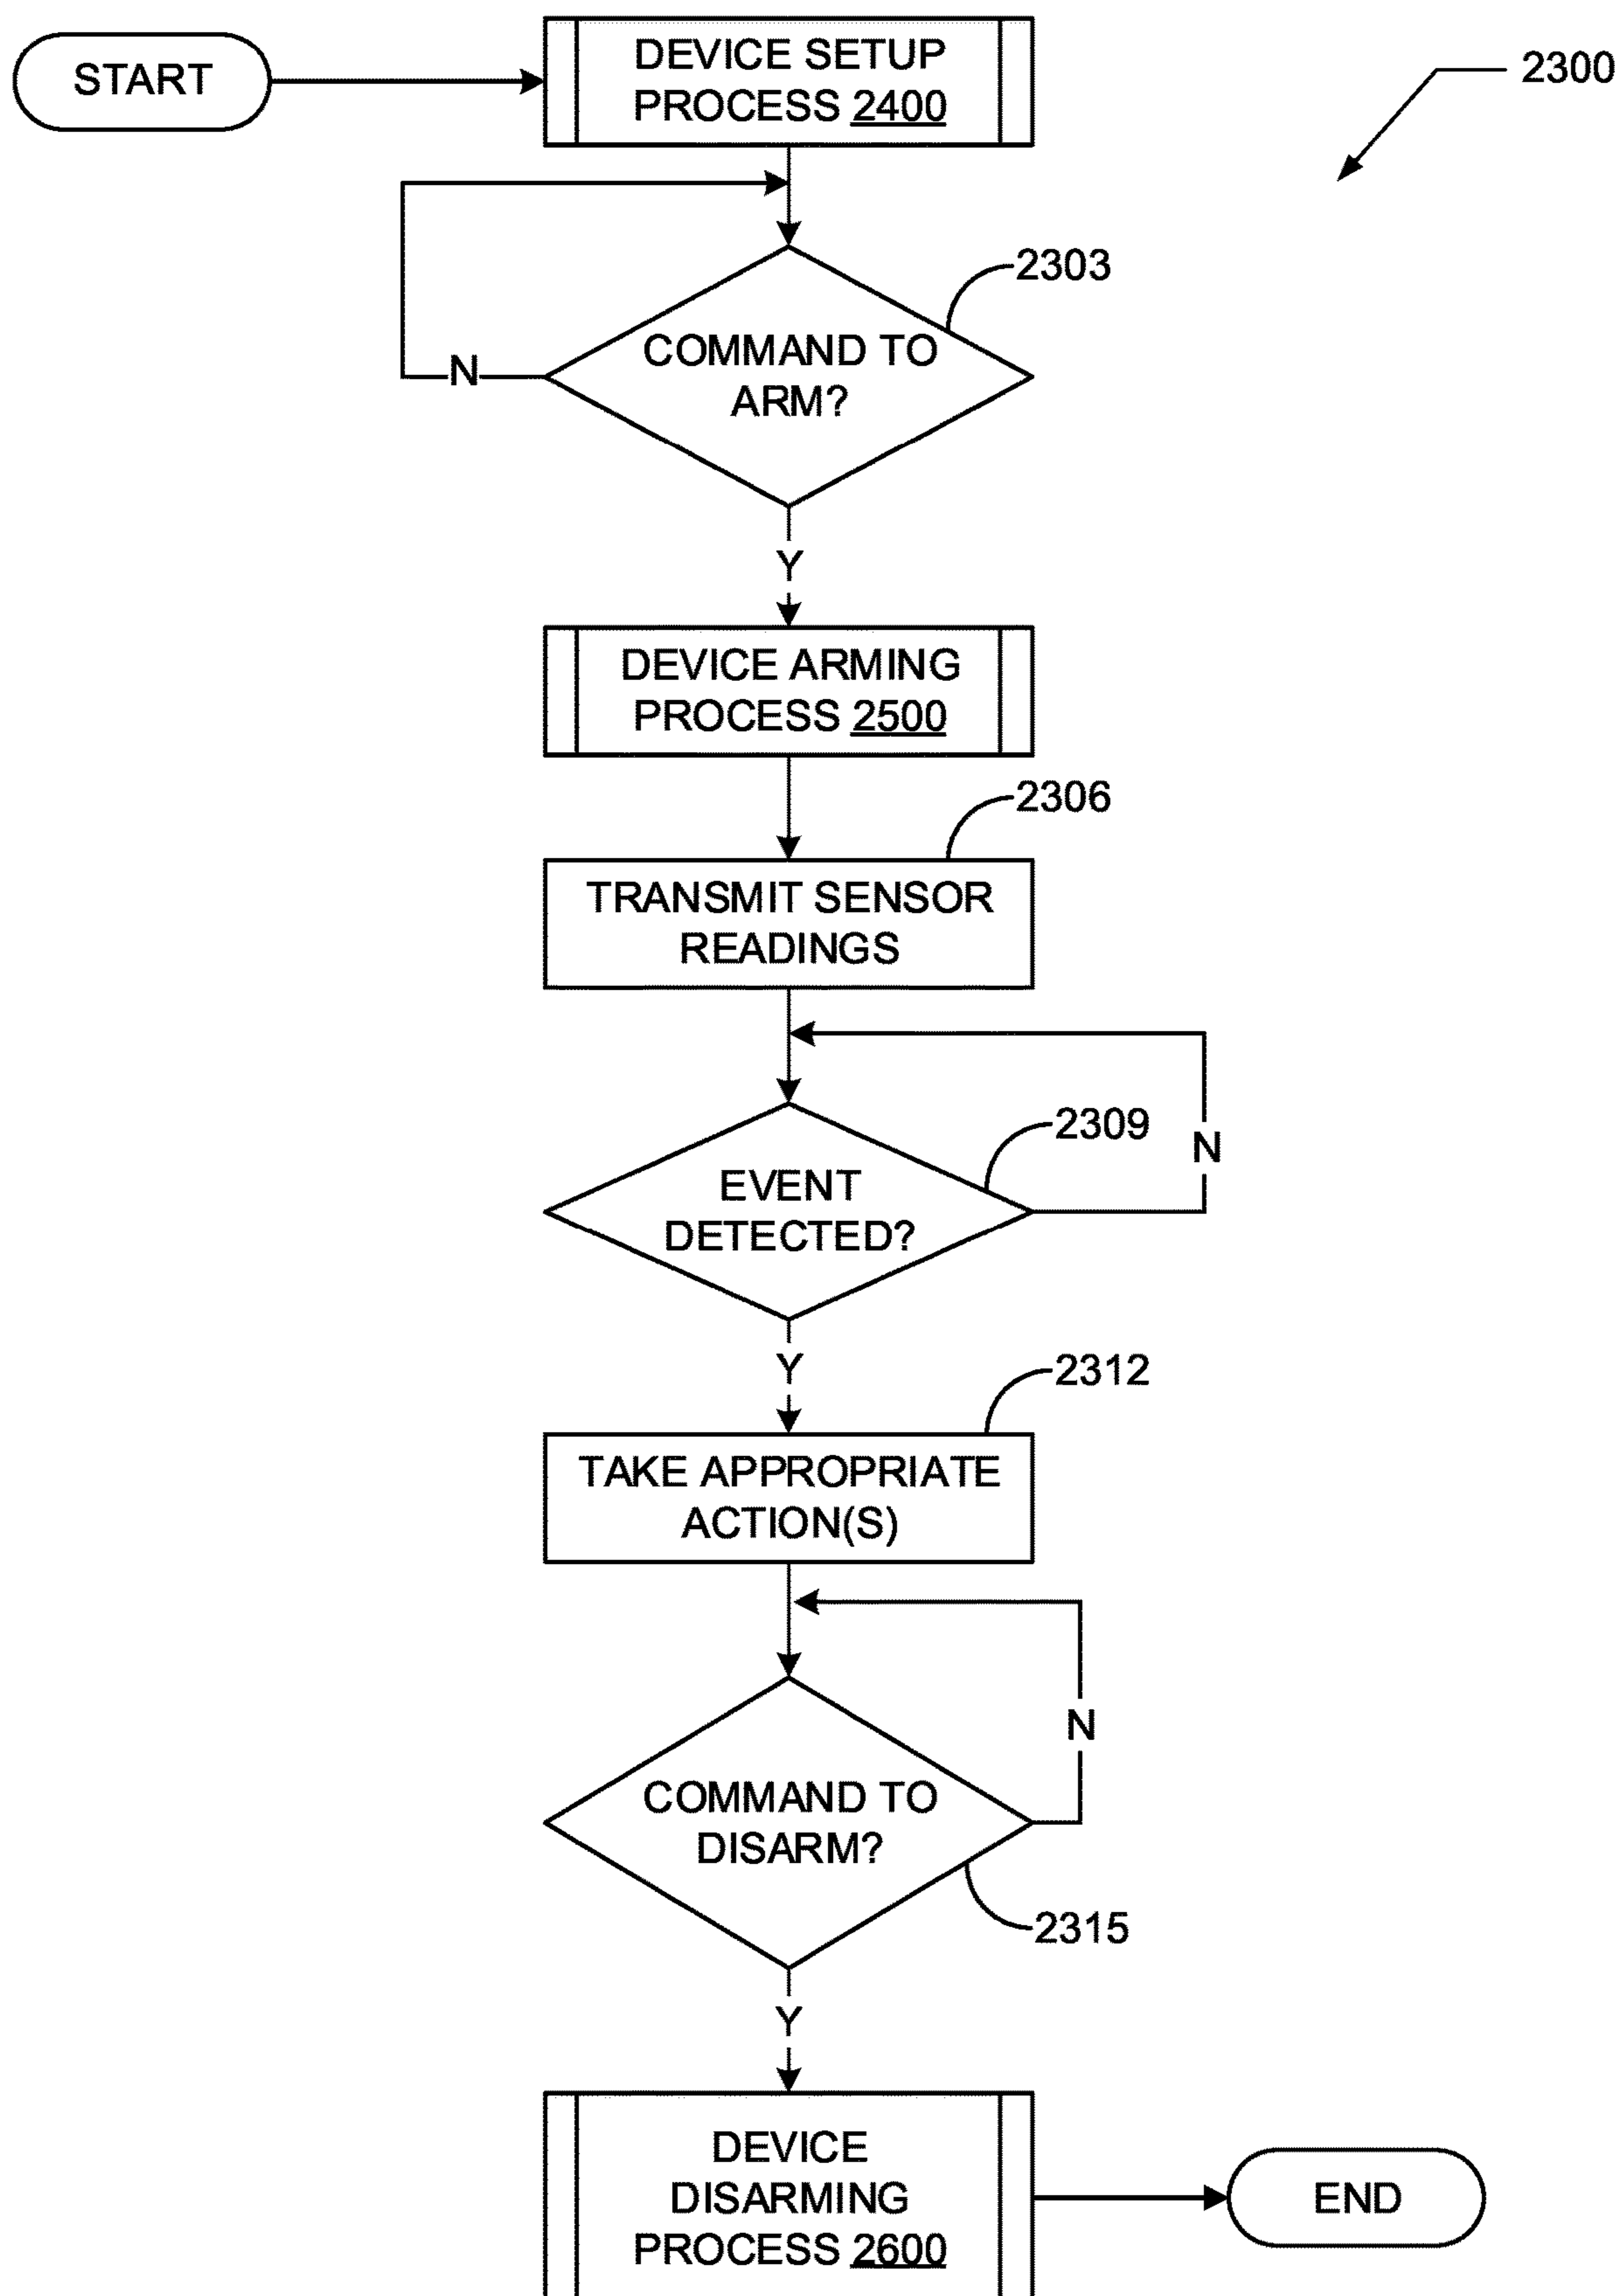 START
DEVICE SETUP
PROCESS 2400
2300
2303
COMMAND TO
ARM?
N
Y
DEVICE ARMING
PROCESS 2500
2306
TRANSMIT SENSOR
READINGS
2309
N
EVENT
DETECTED?
Y
2312
TAKE APPROPRIATE
ACTION(S)
N
COMMAND TO
DISARM?
2315
Y
DEVICE
DISARMING
PROCESS 2600
END